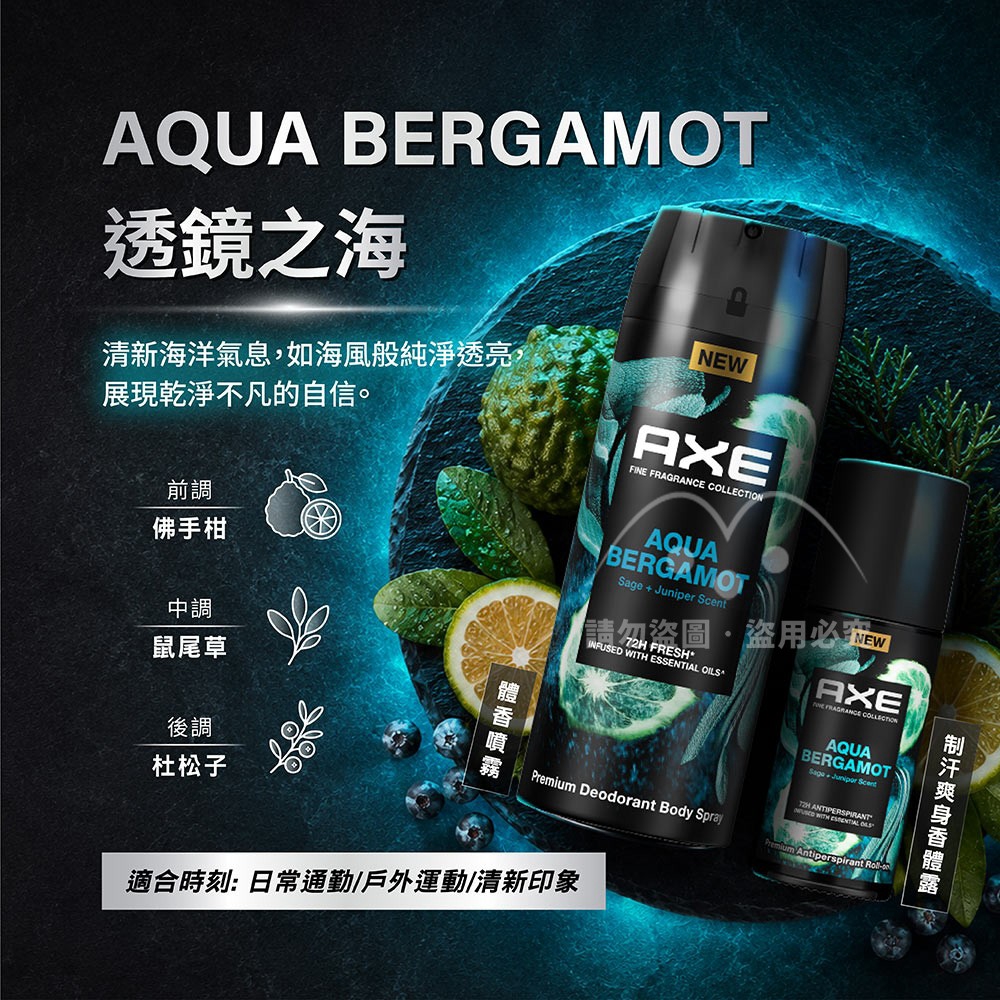 AQUA BERGAMOT
透鏡之海
清新海洋氣息,如海風般純淨透亮,
展現乾淨不凡的自信。
前調
佛手柑
中調
鼠尾草
後調
杜松子
適合時刻: 日常通勤/戶外運動/清新印象
NEW
AXE
FINE FRAGRANCE COLLECTION
AQUA
BERGAMOT
Sage + Juniper Scent
72H FRESH*
INFUSED WITH ESSENTIAL OILS^
Premium Deodorant Body Spray
體香噴霧
請勿盜圖・盜用必究
NEW
AXE
FINE FRAGRANCE COLLECTION
AQUA
BERGAMOT
Sage + Juniper Scent
72H ANTIPERSPIRANT*
INFUSED WITH ESSENTIAL OILS^
Premium Antiperspirant Roll-on
制汗爽身香體露